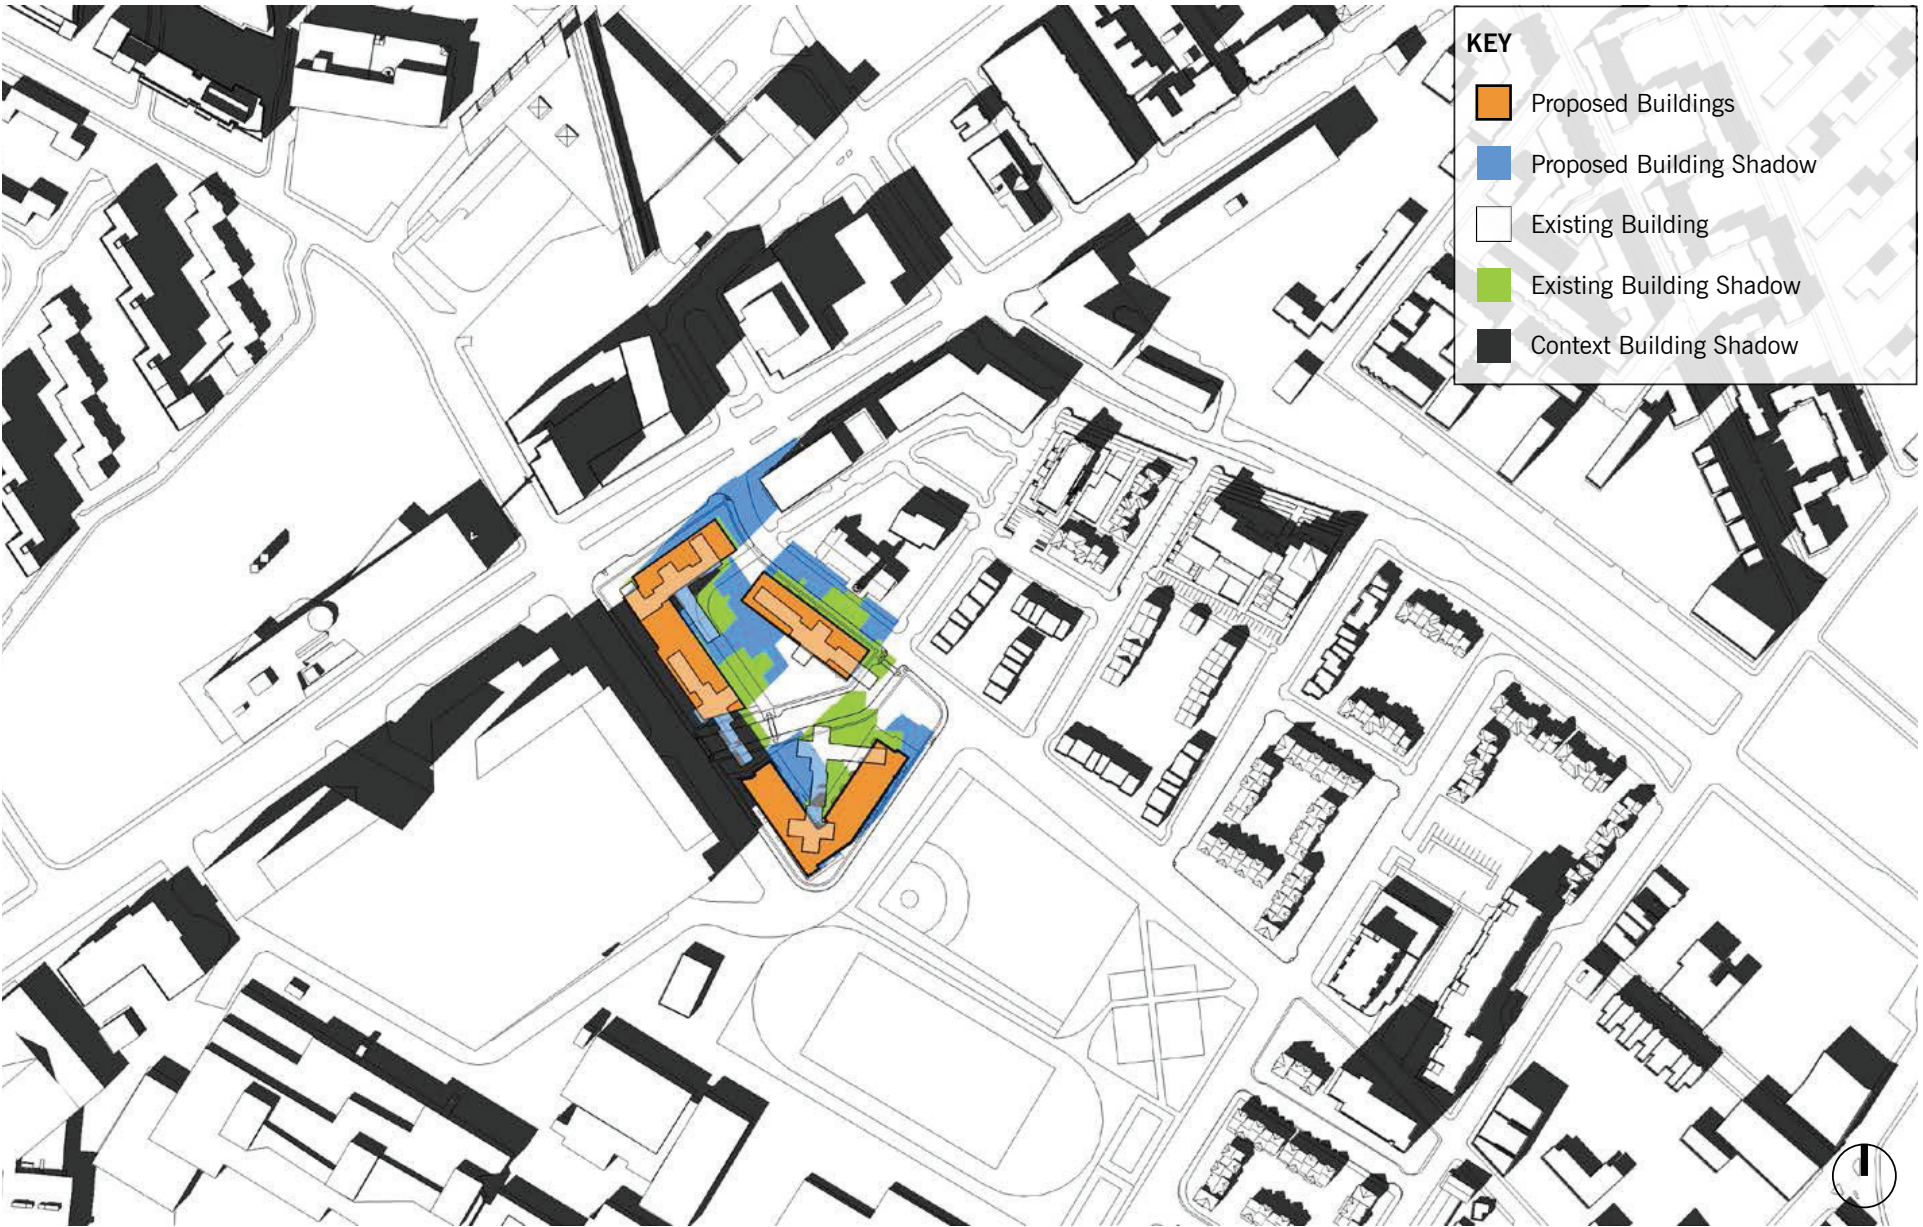 KEY
Proposed Buildings
Proposed Building Shadow
Existing Building
Existing Building Shadow
Context Building Shadow